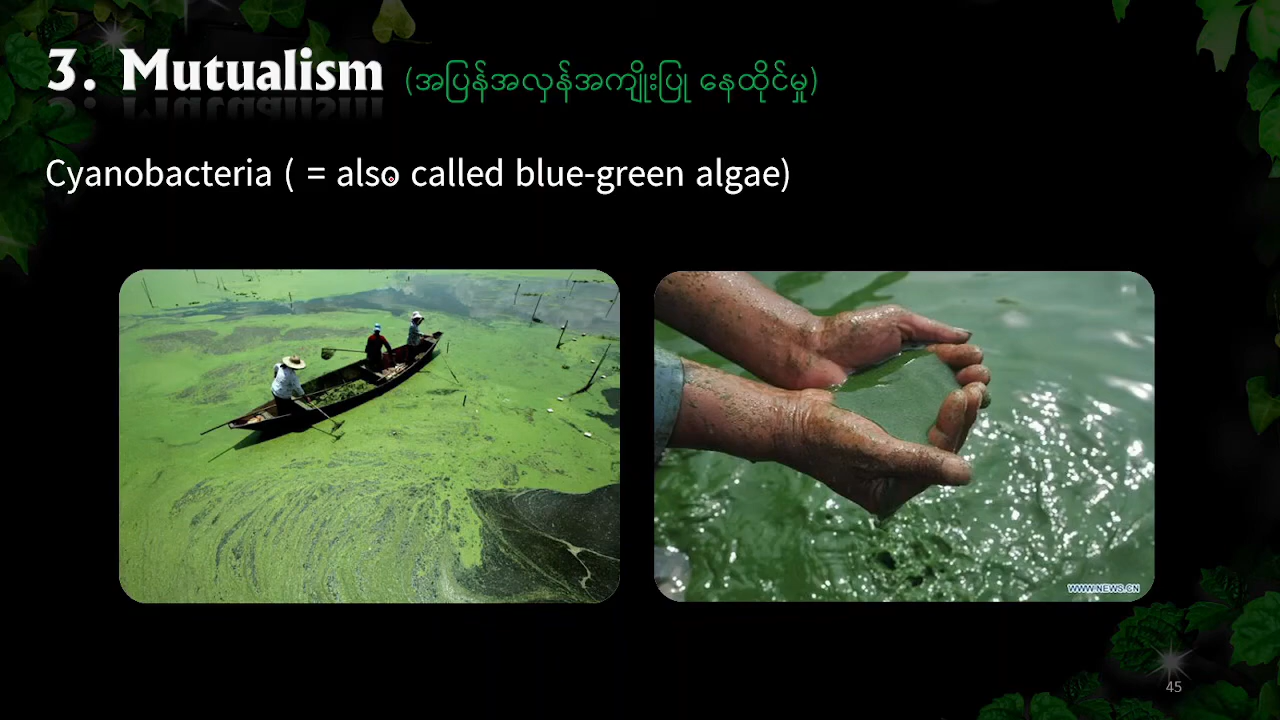 3. Mutualism (အပြန်အလှန်အကျိုးပြု နေထိုင်မှု)
Cyanobacteria ( = also called blue-green algae)
WWW.NEWS.CN
45